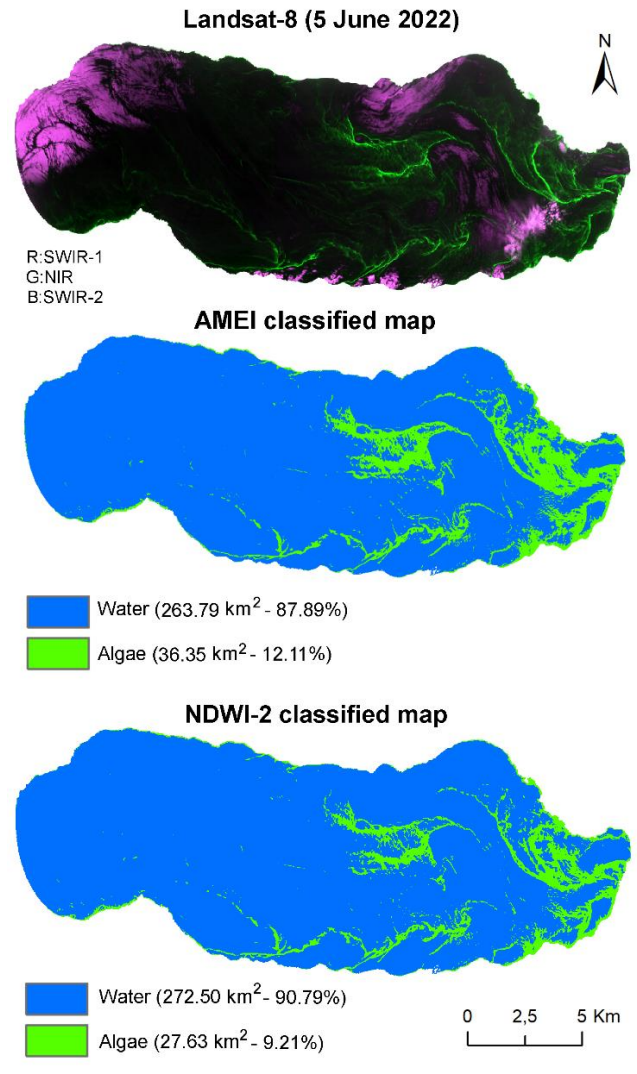 Landsat-8 (5 June 2022)
N
R:SWIR-1
G:NIR
B:SWIR-2
AMEI classified map
Water (263.79 km² - 87.89%)
Algae (36.35 km² - 12.11%)
NDWI-2 classified map
Water (272.50 km² - 90.79%)
Algae (27.63 km² - 9.21%)
0 2,5 5 Km